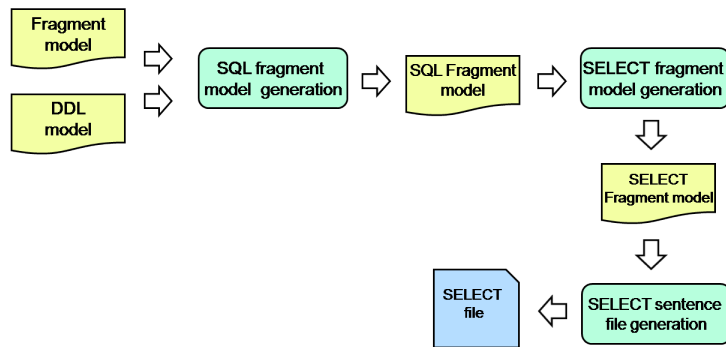 Fragment
model
DDL
model
SQL fragment
model generation
SQL Fragment
model
SELECT fragment
model generation
SELECT
Fragment model
SELECT sentence
file generation
SELECT
file